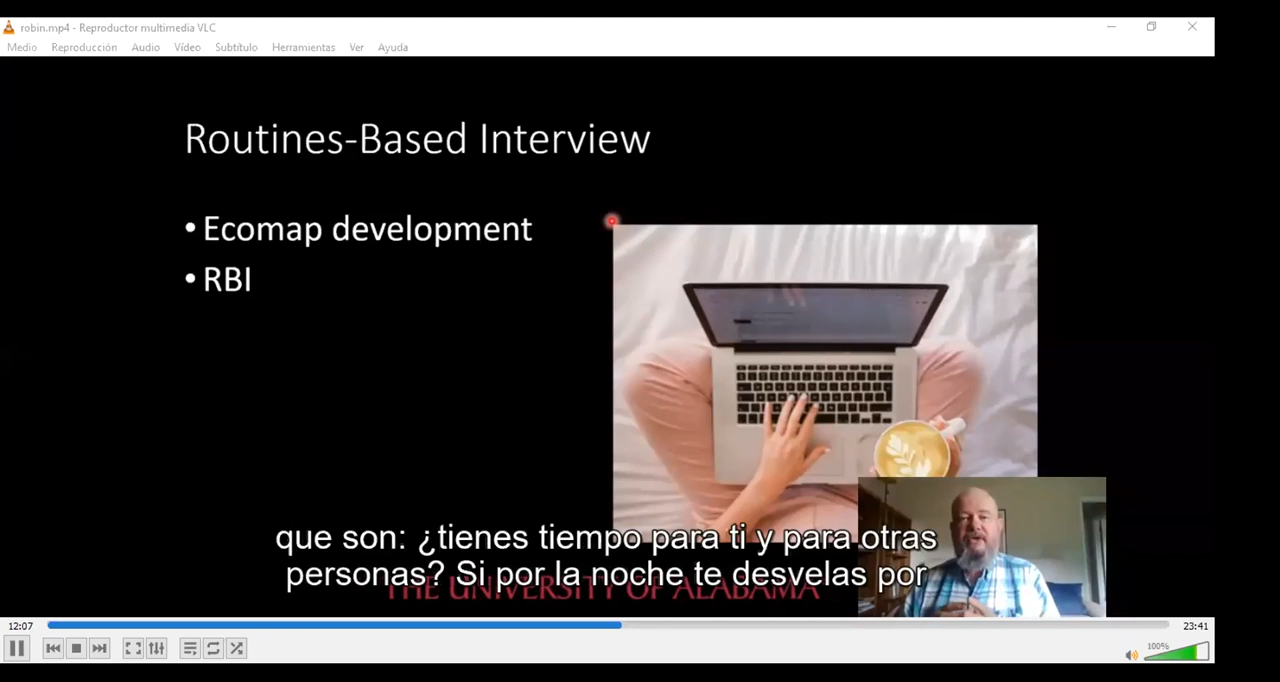 robin.mp4 - Reproductor multimedia VLC
Medio Reproducción Audio Vídeo Subtítulo Herramientas Ver Ayuda
Routines-Based Interview
• Ecomap development
• RBI
que son: ¿tienes tiempo para ti y para otras
personas? Si por la noche te desvelas por
THE UNIVERSITY OF ALABAMA
12:07
23:41
100%